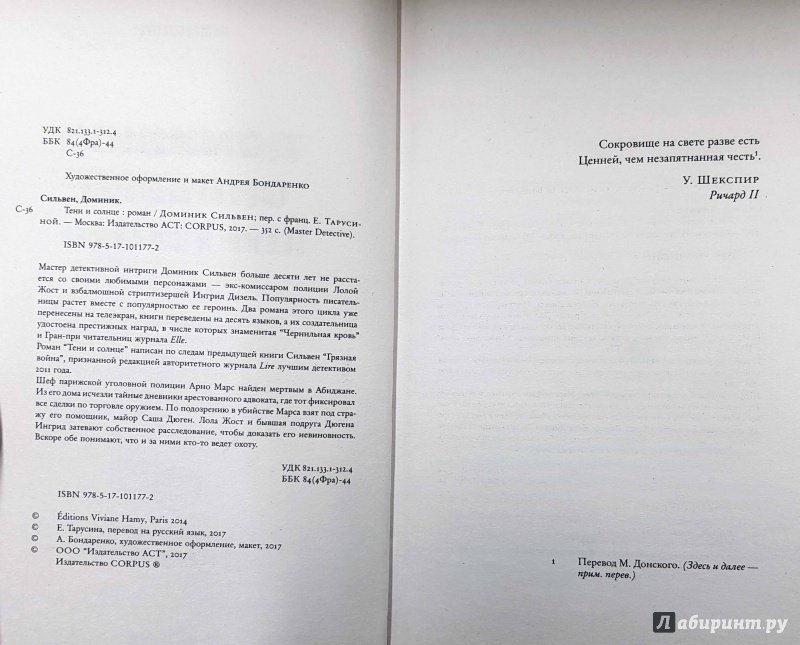 УДК 821.133.1-312.4
ББК 84(4Фра)-44
С-36
Художественное оформление и макет Андрея Бондаренко
Сильвен, Доминик.
С-36 Тени и солнце : роман / Доминик Сильвен; пер. с франц. Е. Тарусиной. — Москва: Издательство АСТ: CORPUS, 2017. — 352 с. (Master Detective).
ISBN 978-5-17-101177-2
Мастер детективной интриги Доминик Сильвен больше десяти лет не расстается со своими любимыми персонажами — экс-комиссаром полиции Лолой
Жост и взбалмошной стриптизершей Ингрид Дизель. Популярность писательницы растет вместе с популярностью ее героинь. Два романа этого цикла уже
перенесены на телеэкран, книги переведены на десять языков, а их создательница
удостоена престижных наград, в числе которых знаменитая "Чернильная кровь"
и Гран-при читательниц журнала Elle.
Роман "Тени и солнце" написан по следам предыдущей книги Сильвен "Грязная
война", признанной редакцией авторитетного журнала Lire лучшим детективом
2011 года.
Шеф парижской уголовной полиции Арно Марс найден мертвым в Абиджане.
Из его дома исчезли тайные дневники арестованного адвоката, где тот фиксировал
все сделки по торговле оружием. По подозрению в убийстве Марса взят под стражу его помощник, майор Саша Дюген. Лола Жост и бывшая подруга Дюгена
Ингрид затевают собственное расследование, чтобы доказать его невиновность.
Вскоре обе понимают, что и за ними кто-то ведет охоту.
УДК 821.133.1-312.4
ББК 84(4Фра)-44
ISBN 978-5-17-101177-2
© Éditions Viviane Hamy, Paris 2014
© Е. Тарусина, перевод на русский язык, 2017
© А. Бондаренко, художественное оформление, макет, 2017
© ООО "Издательство АСТ", 2017
Издательство CORPUS ®
Сокровище на свете разве есть
Ценней, чем незапятнанная честь¹.
У. Шекспир
Ричард II
1 Перевод М. Донского. (Здесь и далее —
прим. перев.)
Лабиринт.ру